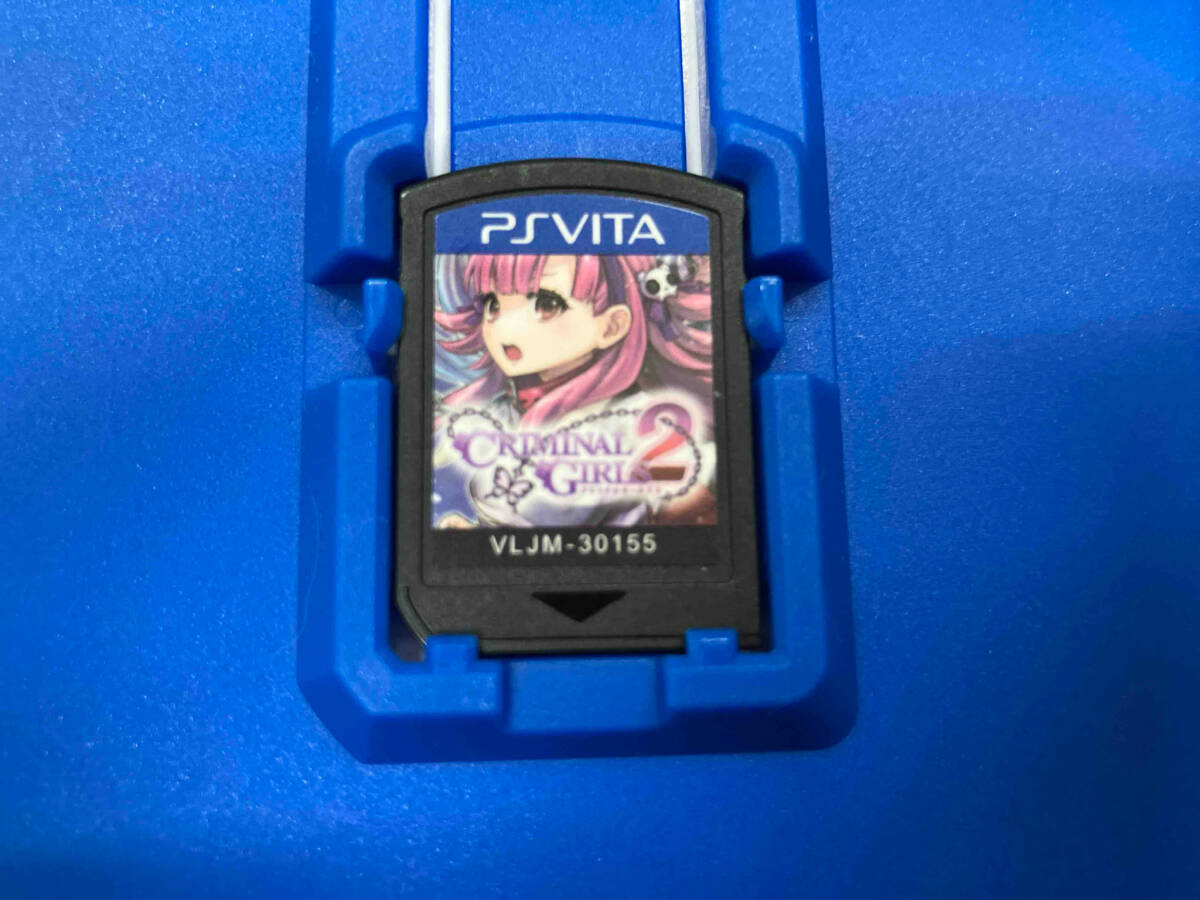 PSVITA
CRIMINAL
GIRLS 2
VLJM-30155